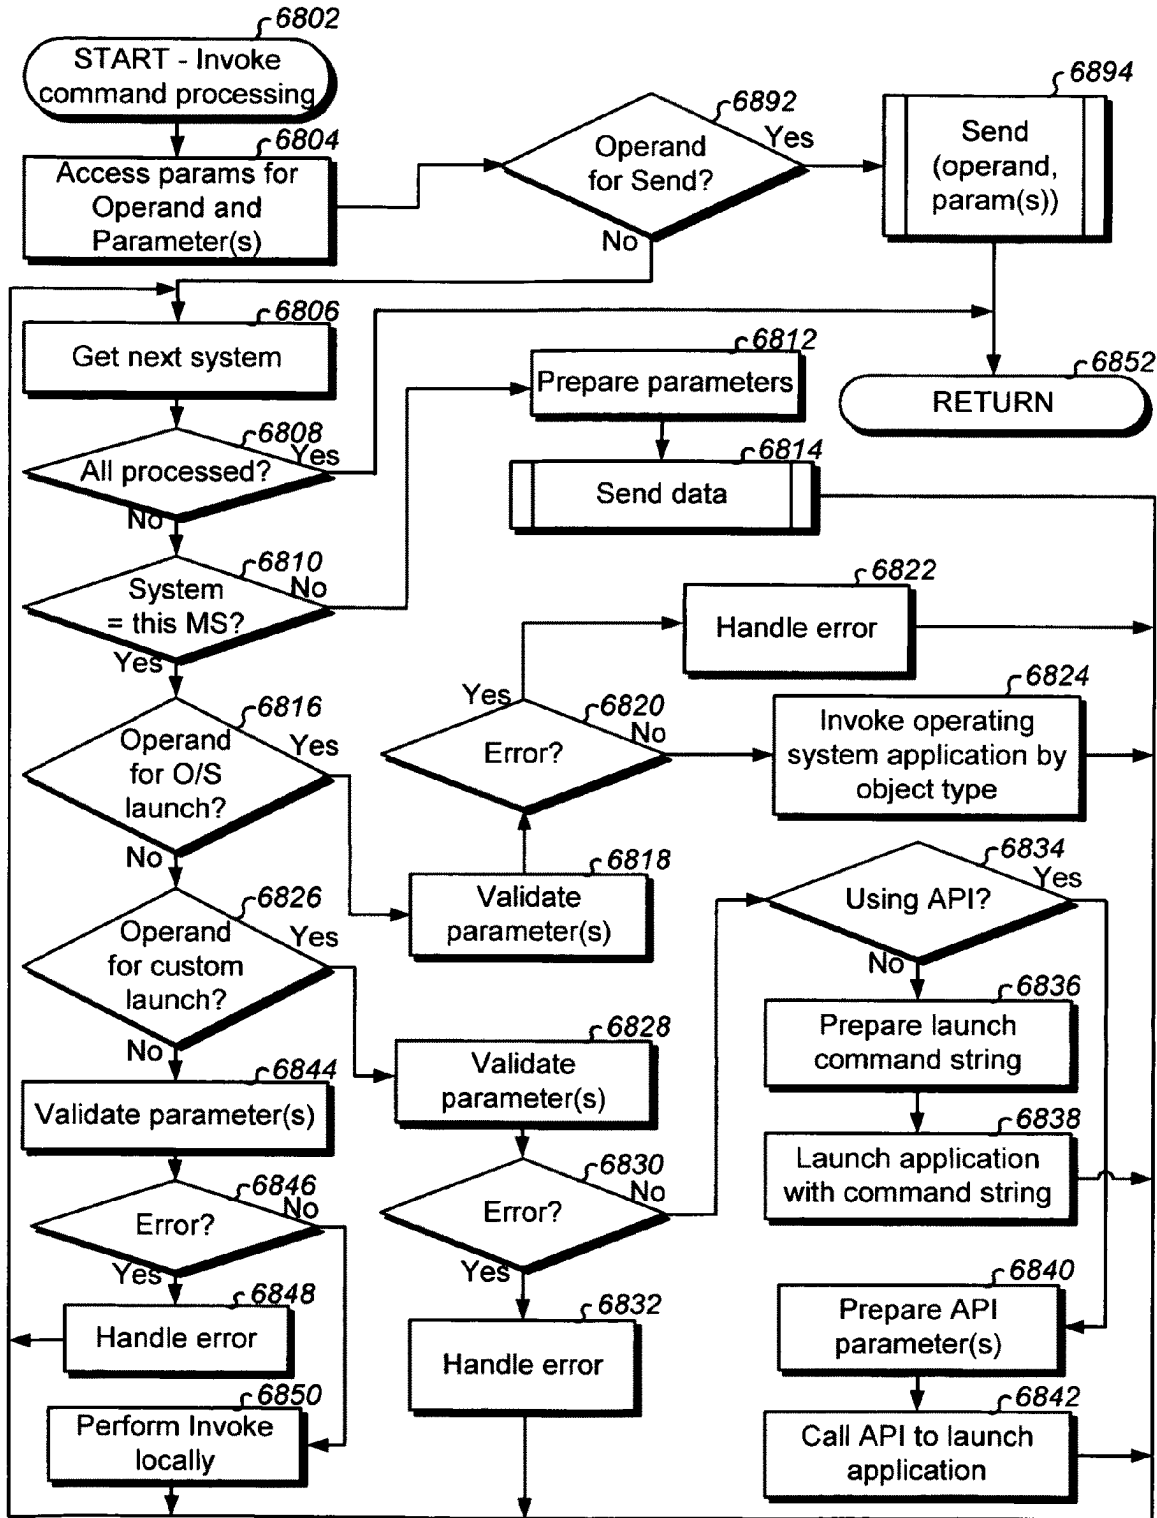 6802
START - Invoke
command processing
6804
Access params for
Operand and
Parameter(s)
6892
Operand
for Send?
Yes
No
6894
Send
(operand,
param(s))
6806
Get next system
6852
RETURN
6808
All processed?
Yes
No
6812
Prepare parameters
6814
Send data
6810
System
= this MS?
No
Yes
6822
Handle error
6816
Operand
for O/S
launch?
Yes
No
6820
Error?
Yes
No
6824
Invoke operating
system application by
object type
6818
Validate
parameter(s)
6826
Operand
for custom
launch?
Yes
No
6834
Using API?
Yes
No
6836
Prepare launch
command string
6828
Validate
parameter(s)
6838
Launch application
with command string
6844
Validate parameter(s)
6830
Error?
No
Yes
6846
Error?
No
Yes
6848
Handle error
6832
Handle error
6840
Prepare API
parameter(s)
6850
Perform Invoke
locally
6842
Call API to launch
application